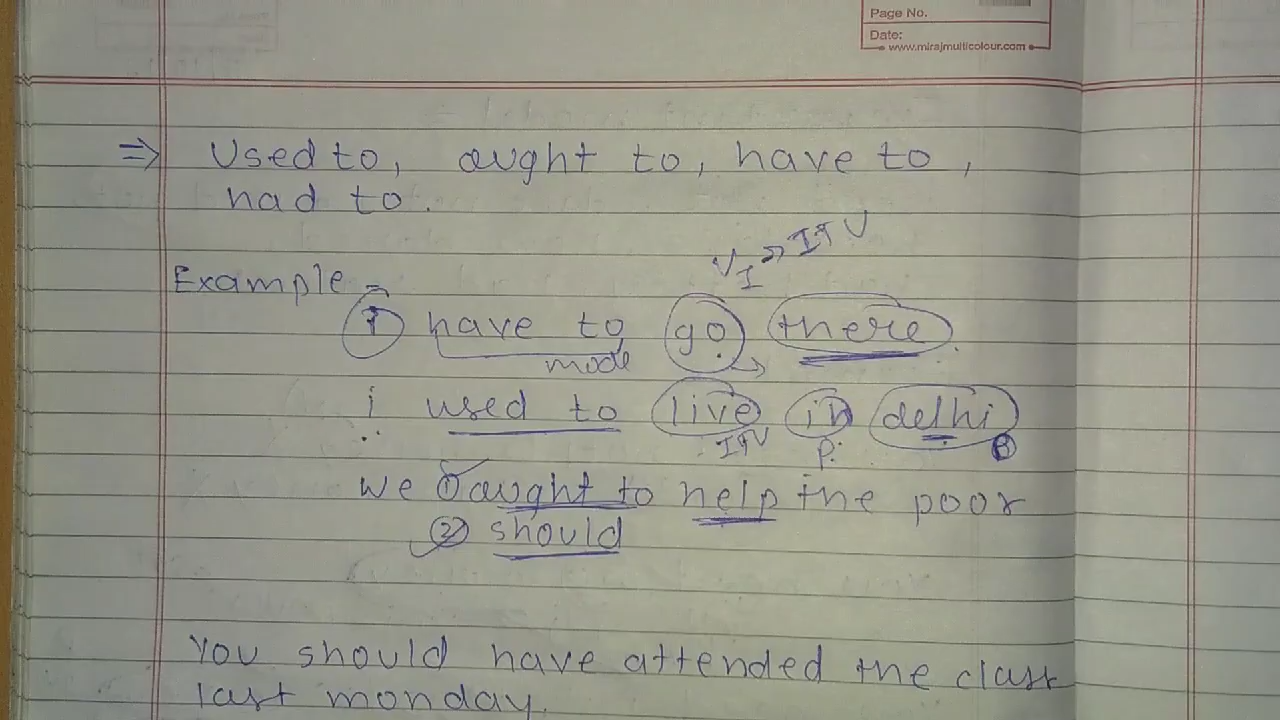 Page No.
Date:
www.mirajmulticolour.com
⇒ Used to, ought to, have to,
had to.
V I ⇒ I f V
Example =
I have to go there.
mode
i used to live in delhi
I f V P.
we ① ought to help the poor
② should
You should have attended the class
last monday.